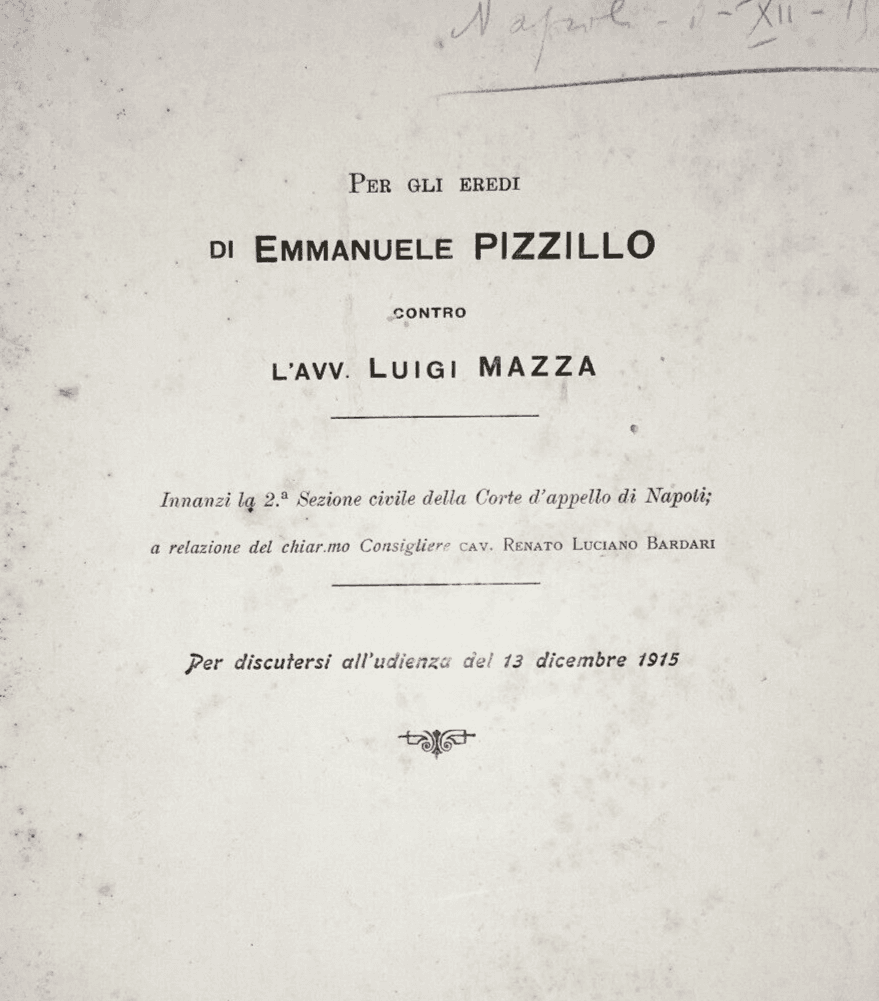 Napoli - - XII - 15
PER GLI EREDI
DI EMMANUELE PIZZILLO
CONTRO
L'AVV. LUIGI MAZZA
Innanzi la 2.ª Sezione civile della Corte d'appello di Napoli;
a relazione del chiar.mo Consigliere CAV. RENATO LUCIANO BARDARI
Per discutersi all'udienza del 13 dicembre 1915